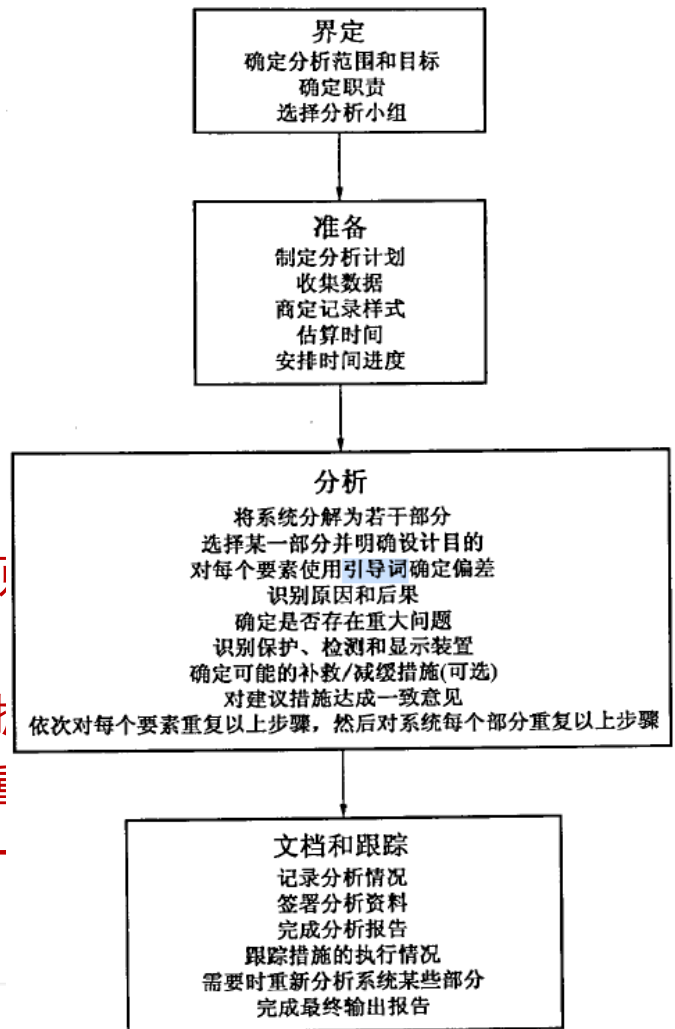 界定
确定分析范围和目标
确定职责
选择分析小组
准备
制定分析计划
收集数据
商定记录样式
估算时间
安排时间进度
分析
将系统分解为若干部分
选择某一部分并明确设计目的
对每个要素使用引导词确定偏差
识别原因和后果
确定是否存在重大问题
识别保护、检测和显示装置
确定可能的补救/减缓措施(可选)
对建议措施达成一致意见
依次对每个要素重复以上步骤，然后对系统每个部分重复以上步骤
文档和跟踪
记录分析情况
签署分析资料
完成分析报告
跟踪措施的执行情况
需要时重新分析系统某些部分
完成最终输出报告